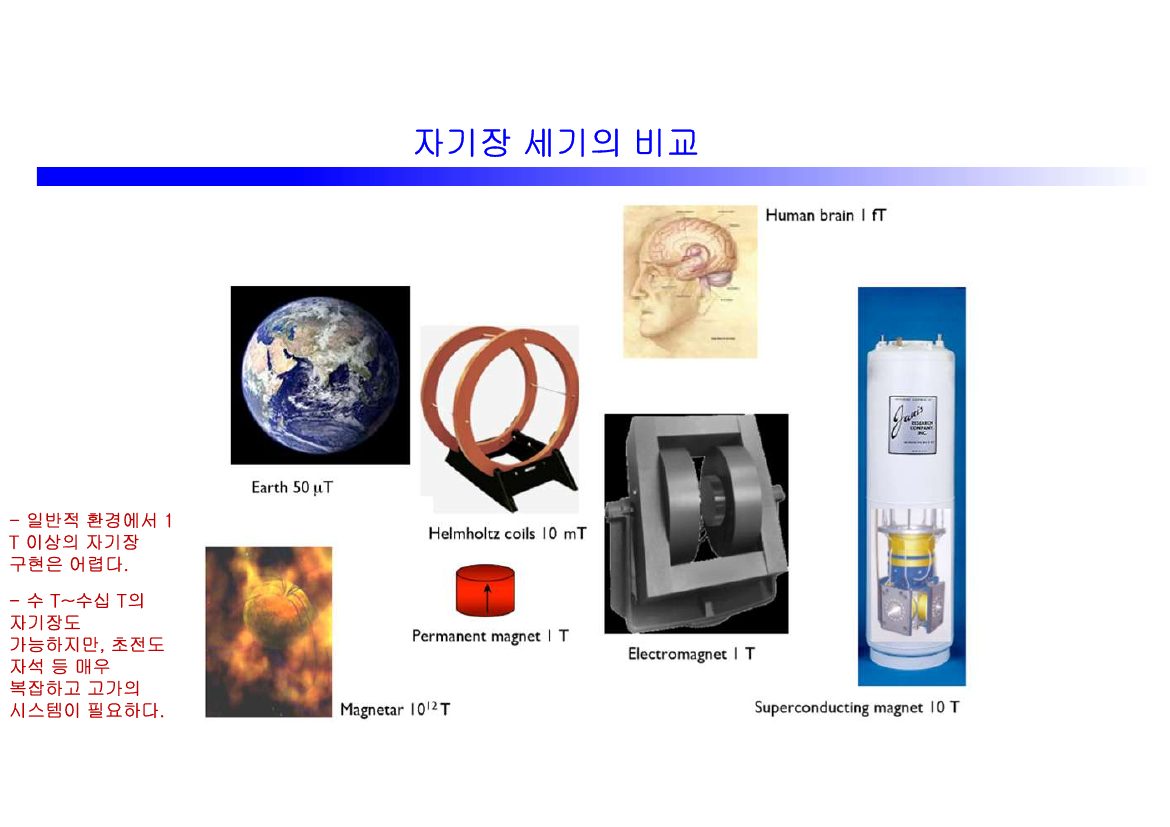 자기장 세기의 비교
Human brain 1 fT
Earth 50 μT
Helmholtz coils 10 mT
- 일반적 환경에서 1
T 이상의 자기장
구현은 어렵다.
- 수 T~수십 T의
자기장도
가능하지만, 초전도
자석 등 매우
복잡하고 고가의
시스템이 필요하다.
Permanent magnet 1 T
Electromagnet 1 T
Magnetar 10¹² T
Superconducting magnet 10 T
Janis
RESEARCH
COMPANY
INC.